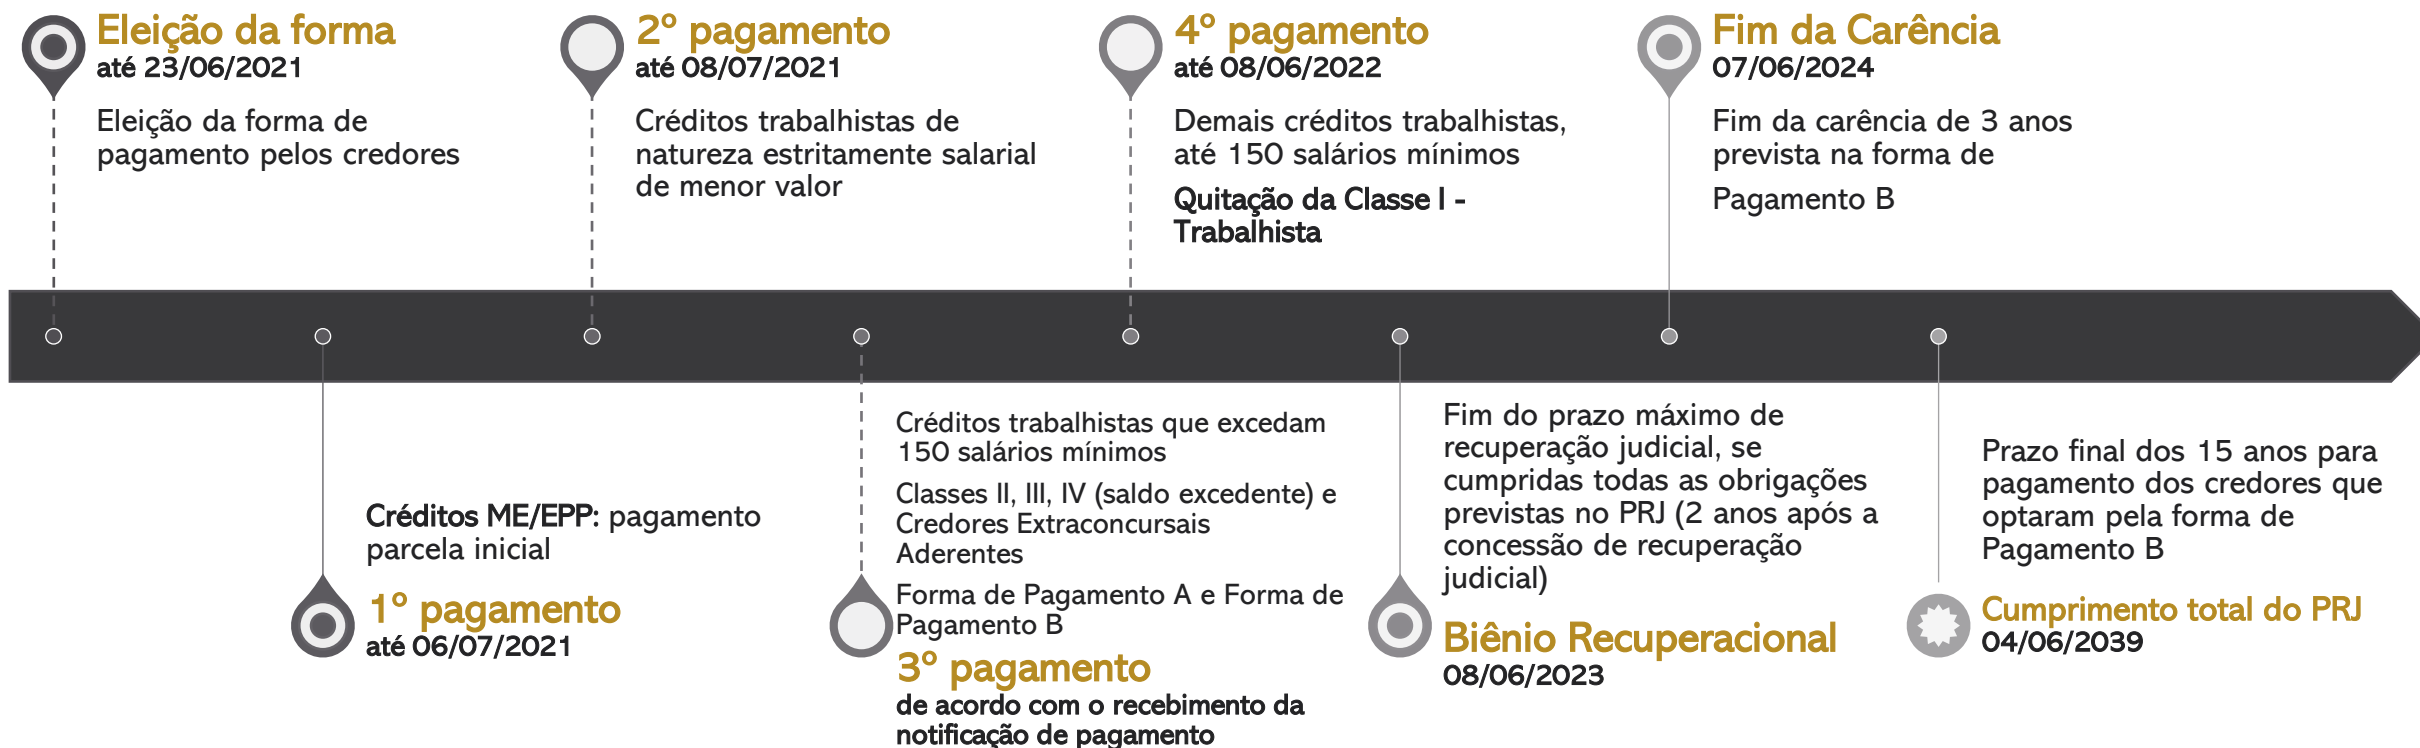 Eleição da forma
até 23/06/2021
Eleição da forma de
pagamento pelos credores
2º pagamento
até 08/07/2021
Créditos trabalhistas de
natureza estritamente salarial
de menor valor
4º pagamento
até 08/06/2022
Demais créditos trabalhistas,
até 150 salários mínimos
Quitação da Classe I -
Trabalhista
Fim da Carência
07/06/2024
Fim da carência de 3 anos
prevista na forma de
Pagamento B
Créditos ME/EPP: pagamento
parcela inicial
1º pagamento
até 06/07/2021
Créditos trabalhistas que excedam
150 salários mínimos
Classes II, III, IV (saldo excedente) e
Credores Extraconcursais
Aderentes
Forma de Pagamento A e Forma de
Pagamento B
3º pagamento
de acordo com o recebimento da
notificação de pagamento
Fim do prazo máximo de
recuperação judicial, se
cumpridas todas as obrigações
previstas no PRJ (2 anos após a
concessão de recuperação
judicial)
Biênio Recuperacional
08/06/2023
Prazo final dos 15 anos para
pagamento dos credores que
optaram pela forma de
Pagamento B
Cumprimento total do PRJ
04/06/2039